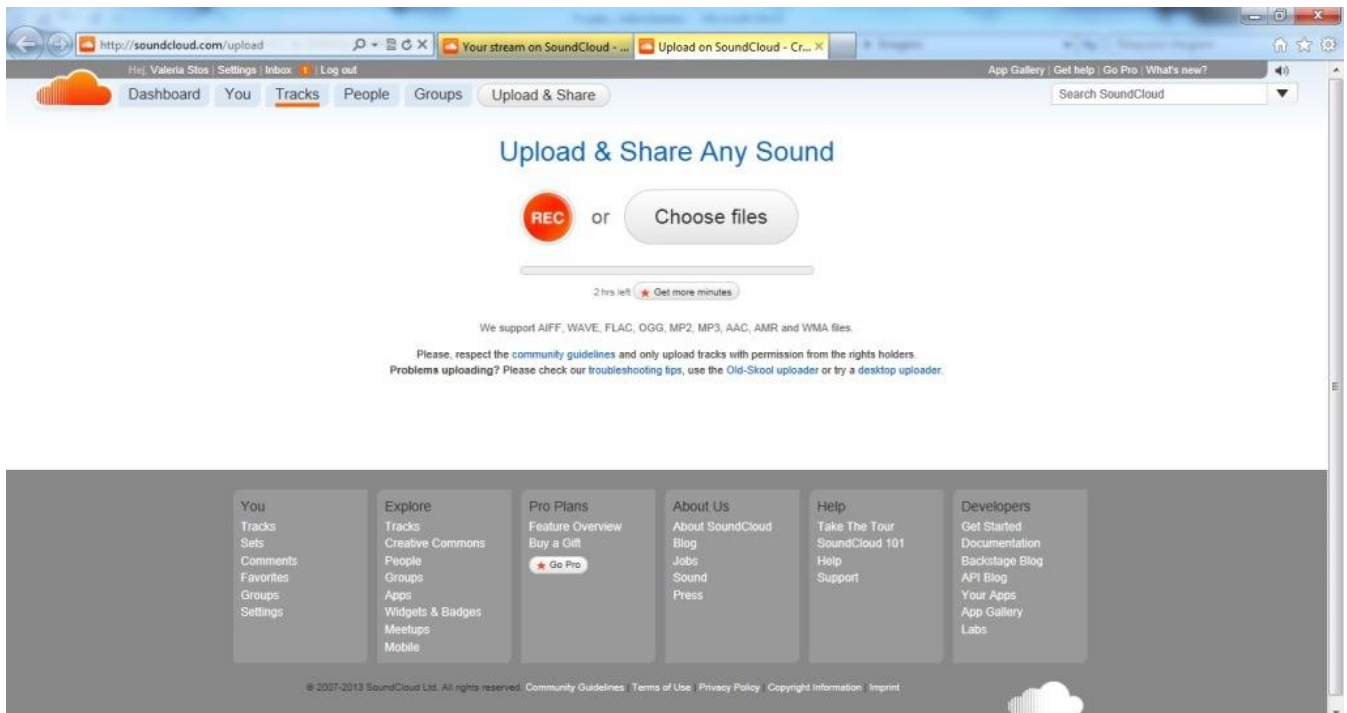 http://soundcloud.com/upload
Your stream on SoundCloud - ...
Upload on SoundCloud - Cr...
Hej, Valeria Stos | Settings | Inbox 1 | Log out
App Gallery | Get help | Go Pro | What's new?
Dashboard You Tracks People Groups Upload & Share
Search SoundCloud
Upload & Share Any Sound
REC or Choose files
2 hrs left Get more minutes
We support AIFF, WAVE, FLAC, OGG, MP2, MP3, AAC, AMR and WMA files.
Please, respect the community guidelines and only upload tracks with permission from the rights holders.
Problems uploading? Please check our troubleshooting tips, use the Old-Skool uploader or try a desktop uploader.
You
Tracks
Sets
Comments
Favorites
Groups
Settings
Explore
Tracks
Creative Commons
People
Groups
Apps
Widgets & Badges
Meetups
Mobile
Pro Plans
Feature Overview
Buy a Gift
Go Pro
About Us
About SoundCloud
Blog
Jobs
Sound
Press
Help
Take The Tour
SoundCloud 101
Help
Support
Developers
Get Started
Documentation
Backstage Blog
API Blog
Your Apps
App Gallery
Labs
© 2007-2013 SoundCloud Ltd. All rights reserved. Community Guidelines | Terms of Use | Privacy Policy | Copyright Information | Imprint